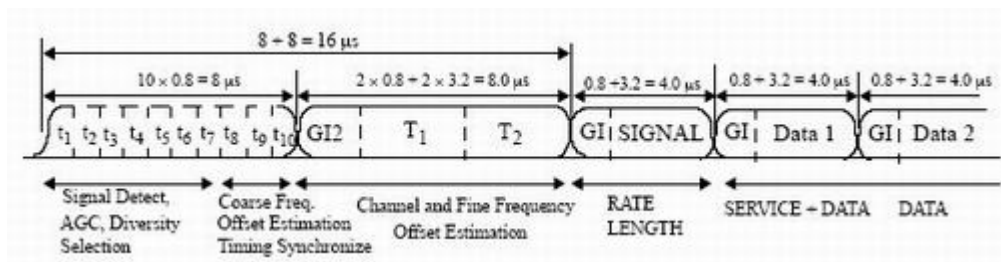 8 + 8 = 16 μs
10 × 0.8 = 8 μs
2 × 0.8 + 2 × 3.2 = 8.0 μs
0.8 + 3.2 = 4.0 μs
0.8 + 3.2 = 4.0 μs
0.8 + 3.2 = 4.0 μs
t1 t2 t3 t4 t5 t6 t7 t8 t9 t10
GI2 T1 T2
GI SIGNAL
GI Data 1
GI Data 2
Signal Detect,
AGC, Diversity
Selection
Coarse Freq.
Offset Estimation
Timing Synchronize
Channel and Fine Frequency
Offset Estimation
RATE
LENGTH
SERVICE + DATA
DATA